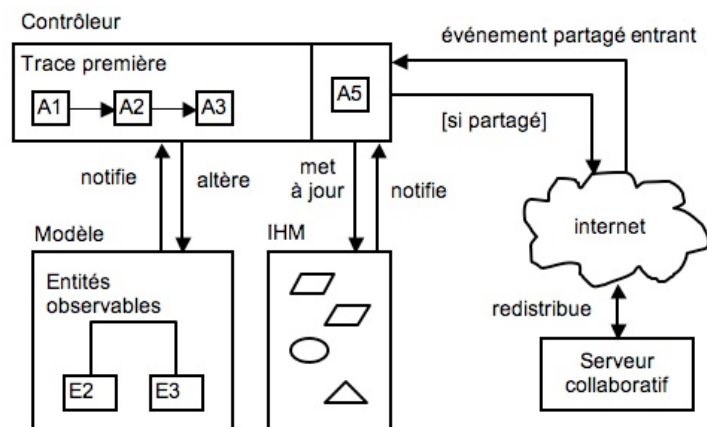 Contrôleur
événement partagé entrant
Trace première
A1
A2
A3
A5
[si partagé]
notifie
altère
met
à jour
notifie
internet
Modèle
IHM
Entités
observables
redistribue
E2
E3
Serveur
collaboratif